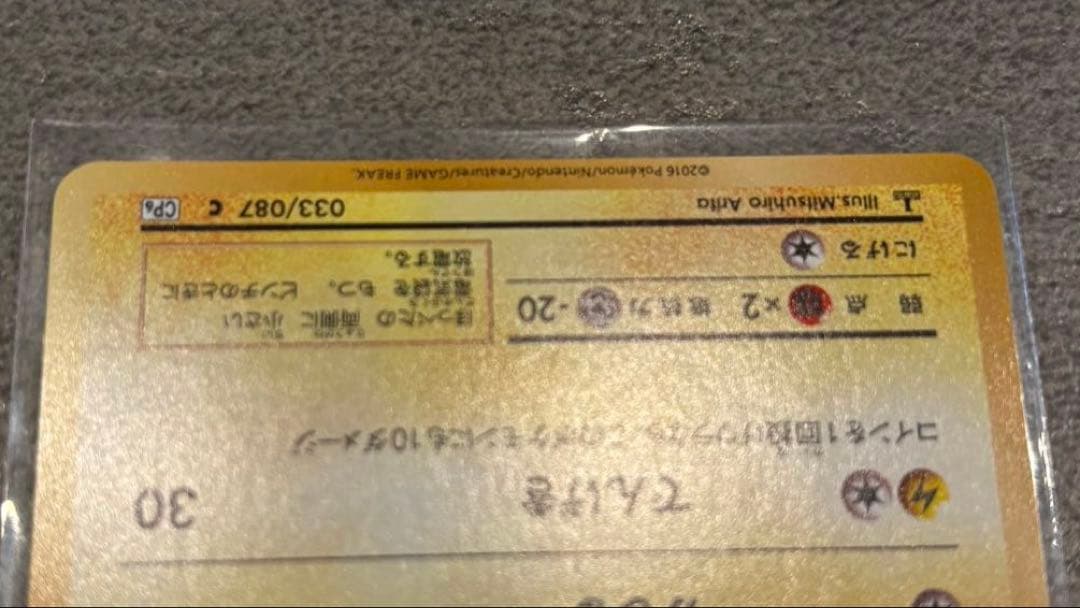 でんげき 30
コインを1回投げウラなら、このポケモンにも10ダメージ
弱点 ×2 抵抗力 -20
にげる
ほっぺたの 両側に 小さい
電気袋を もつ。 ピンチのときに
放電する。
Illus. Mitsuhiro Arita
033/087 C CP6
©2016 Pokémon/Nintendo/Creatures/GAME FREAK.